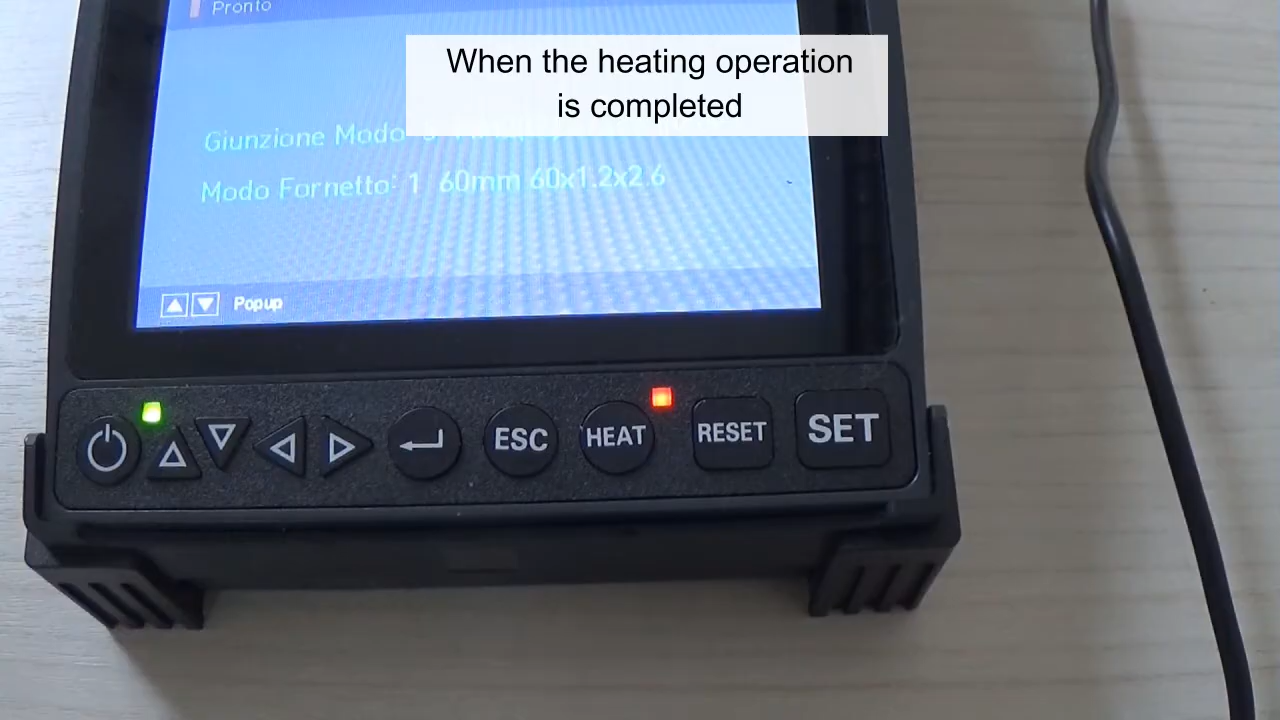 Pronto
When the heating operation
is completed
Giunzione Modo
Modo Fornetto: 1 60mm 60x1.2x2.6
Popup
ESC
HEAT
RESET
SET